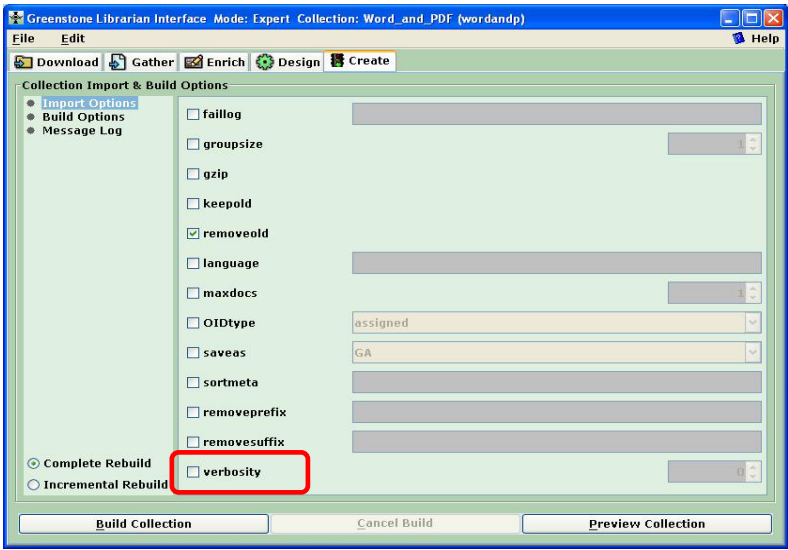 Greenstone Librarian Interface Mode: Expert Collection: Word_and_PDF (wordandp)
File Edit Help
Download Gather Enrich Design Create
Collection Import & Build Options
Import Options
Build Options
Message Log
faillog
groupsize 1
gzip
keepold
removeold
language
maxdocs 1
OIDtype assigned
saveas GA
sortmeta
removeprefix
removesuffix
verbosity 0
Complete Rebuild
Incremental Rebuild
Build Collection Cancel Build Preview Collection